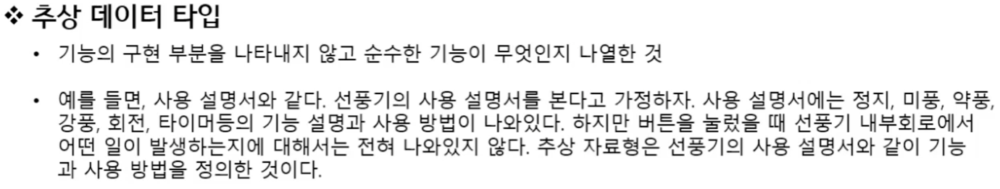 ❖ 추상 데이터 타입
• 기능의 구현 부분을 나타내지 않고 순수한 기능이 무엇인지 나열한 것
• 예를 들면, 사용 설명서와 같다. 선풍기의 사용 설명서를 본다고 가정하자. 사용 설명서에는 정지, 미풍, 약풍,
강풍, 회전, 타이머등의 기능 설명과 사용 방법이 나와있다. 하지만 버튼을 눌렀을 때 선풍기 내부회로에서
어떤 일이 발생하는지에 대해서는 전혀 나와있지 않다. 추상 자료형은 선풍기의 사용 설명서와 같이 기능
과 사용 방법을 정의한 것이다.